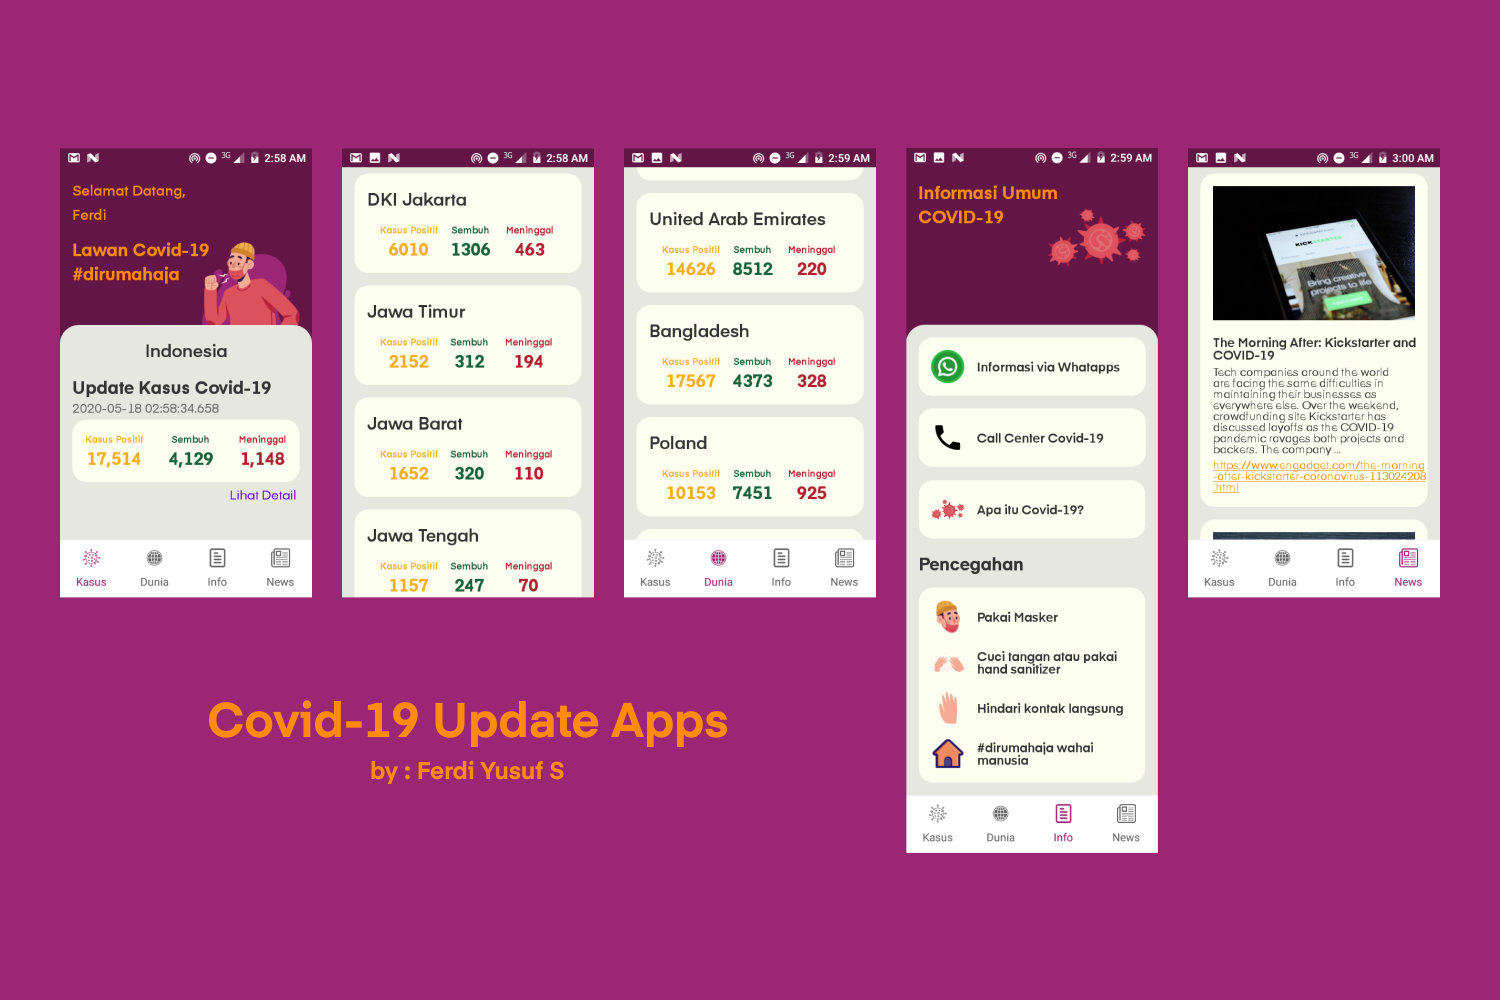 2:58 AM
Selamat Datang,
Ferdi
Lawan Covid-19
#dirumahaja
Indonesia
Update Kasus Covid-19
2020-05-18 02:58:34.658
Kasus Positif Sembuh Meninggal
17,514 4,129 1,148
Lihat Detail
Kasus Dunia Info News
3G 2:58 AM
DKI Jakarta
Kasus Positif Sembuh Meninggal
6010 1306 463
Jawa Timur
Kasus Positif Sembuh Meninggal
2152 312 194
Jawa Barat
Kasus Positif Sembuh Meninggal
1652 320 110
Jawa Tengah
Kasus Positif Sembuh Meninggal
1157 247 70
3G 2:59 AM
United Arab Emirates
Kasus Positif Sembuh Meninggal
14626 8512 220
Bangladesh
Kasus Positif Sembuh Meninggal
17567 4373 328
Poland
Kasus Positif Sembuh Meninggal
10153 7451 925
Kasus Dunia Info News
3G 2:59 AM
Informasi Umum
COVID-19
Informasi via Whatapps
Call Center Covid-19
Apa itu Covid-19?
Pencegahan
Pakai Masker
Cuci tangan atau pakai
hand sanitizer
Hindari kontak langsung
#dirumahaja wahai
manusia
Kasus Dunia Info News
3G 3:00 AM
KICKSTARTER
Bring creative
projects to life
The Morning After: Kickstarter and
COVID-19
Tech companies around the world
are facing the same difficulties in
maintaining their businesses as
everywhere else. Over the weekend,
crowdfunding site Kickstarter has
discussed layoffs as the COVID-19
pandemic ravages both projects and
backers. The company ...
https://www.engadget.com/the-morning
-after-kickstarter-coronavirus-113024208
.html
Kasus Dunia Info News
Covid-19 Update Apps
by : Ferdi Yusuf S